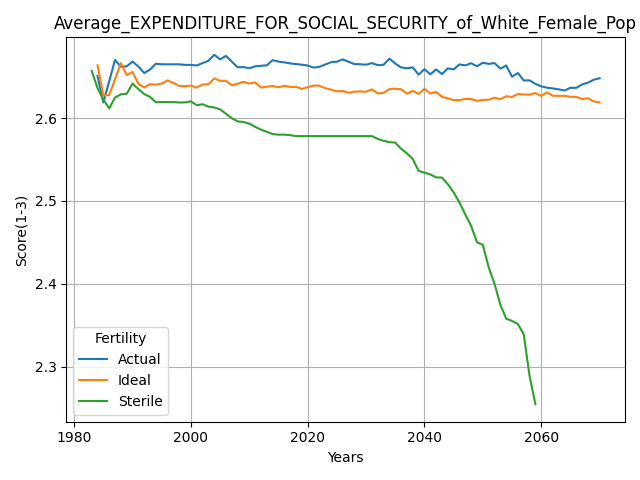 Average_EXPENDITURE_FOR_SOCIAL_SECURITY_of_White_Female_Pop
Score(1-3)
2.6
2.5
2.4
2.3
Fertility
Actual
Ideal
Sterile
1980 2000 2020 2040 2060
Years